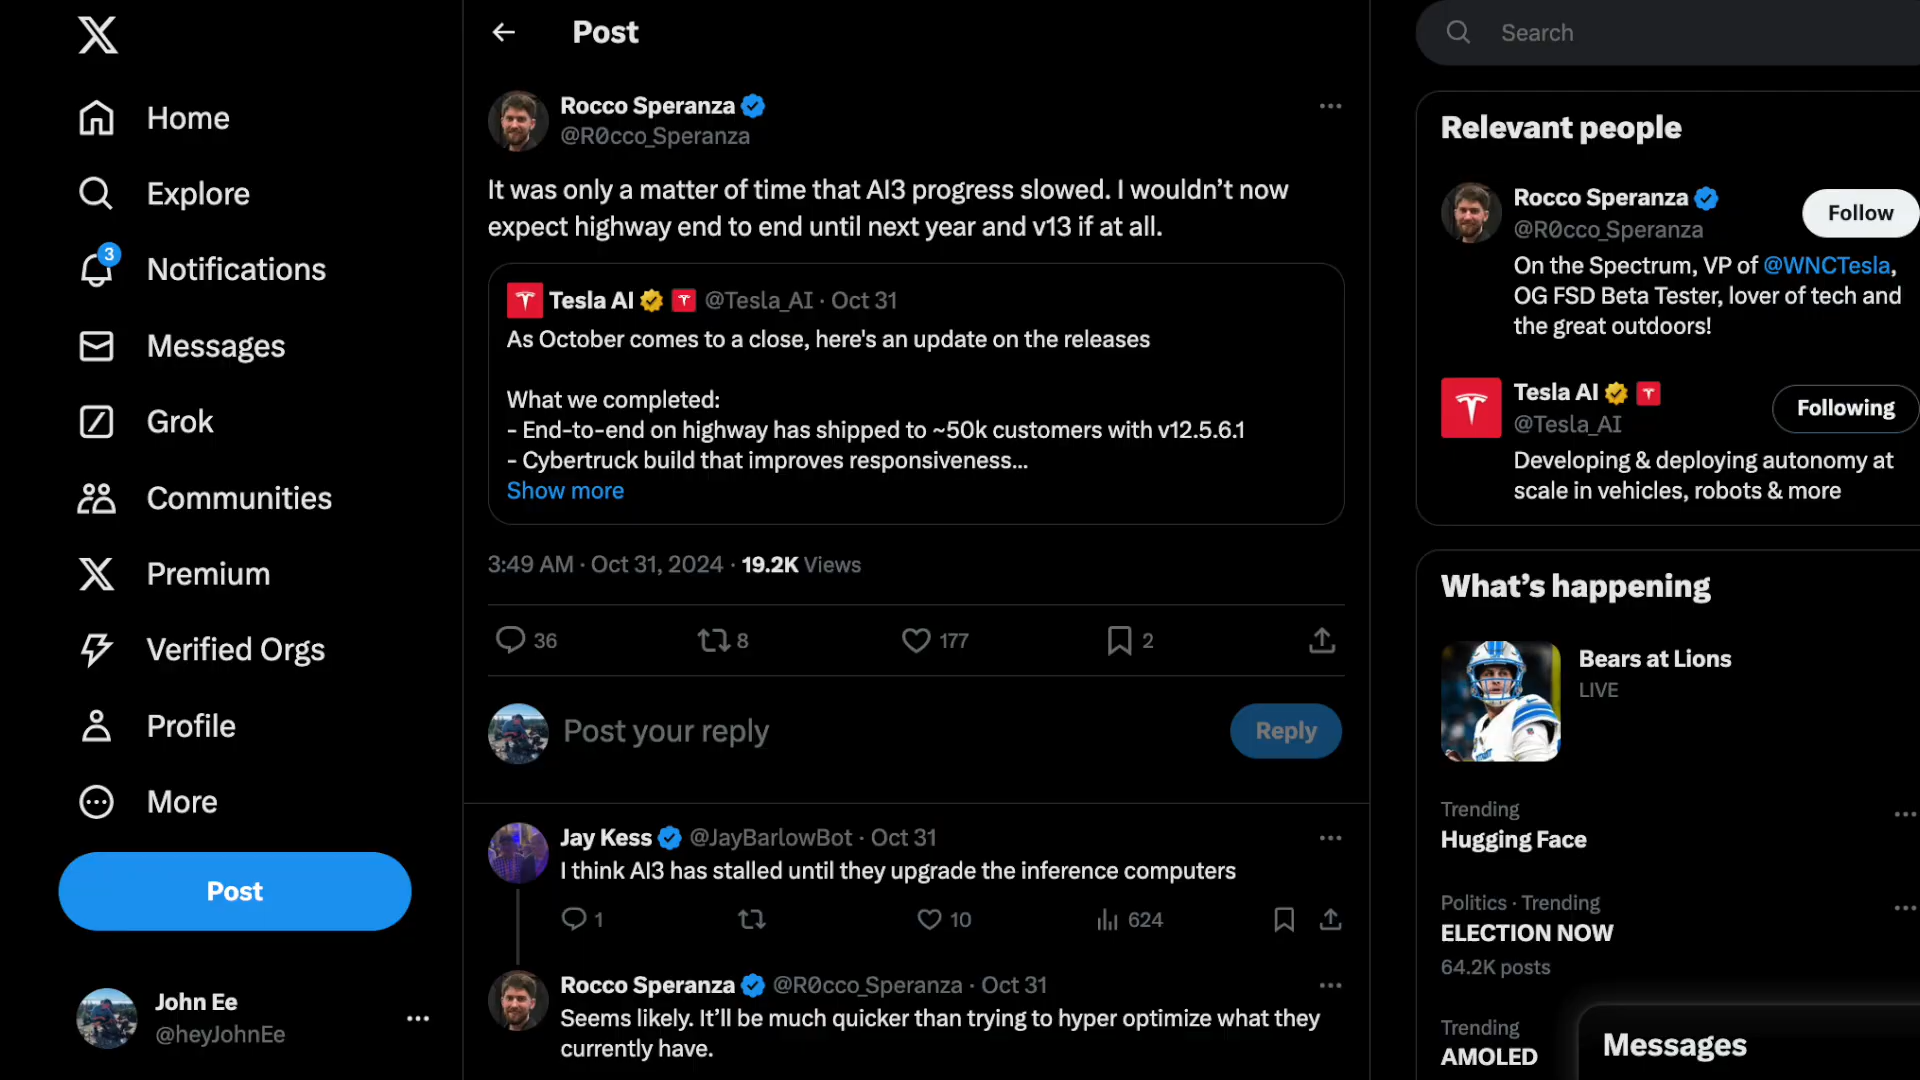 Home
Explore
3
Notifications
Messages
Grok
Communities
Premium
Verified Orgs
Profile
More
Post
John Ee
@heyJohnEe
Post
Rocco Speranza
@R0cco_Speranza
It was only a matter of time that AI3 progress slowed. I wouldn’t now
expect highway end to end until next year and v13 if at all.
Tesla AI @Tesla_AI · Oct 31
As October comes to a close, here's an update on the releases
What we completed:
- End-to-end on highway has shipped to ~50k customers with v12.5.6.1
- Cybertruck build that improves responsiveness...
Show more
3:49 AM · Oct 31, 2024 · 19.2K Views
36 8 177 2
Post your reply
Reply
Jay Kess @JayBarlowBot · Oct 31
I think AI3 has stalled until they upgrade the inference computers
1 10 624
Rocco Speranza @R0cco_Speranza · Oct 31
Seems likely. It’ll be much quicker than trying to hyper optimize what they
currently have.
Search
Relevant people
Rocco Speranza
@R0cco_Speranza
Follow
On the Spectrum, VP of @WNCTesla,
OG FSD Beta Tester, lover of tech and
the great outdoors!
Tesla AI
@Tesla_AI
Following
Developing & deploying autonomy at
scale in vehicles, robots & more
What’s happening
Bears at Lions
LIVE
Trending
Hugging Face
Politics · Trending
ELECTION NOW
64.2K posts
Trending
AMOLED
Messages